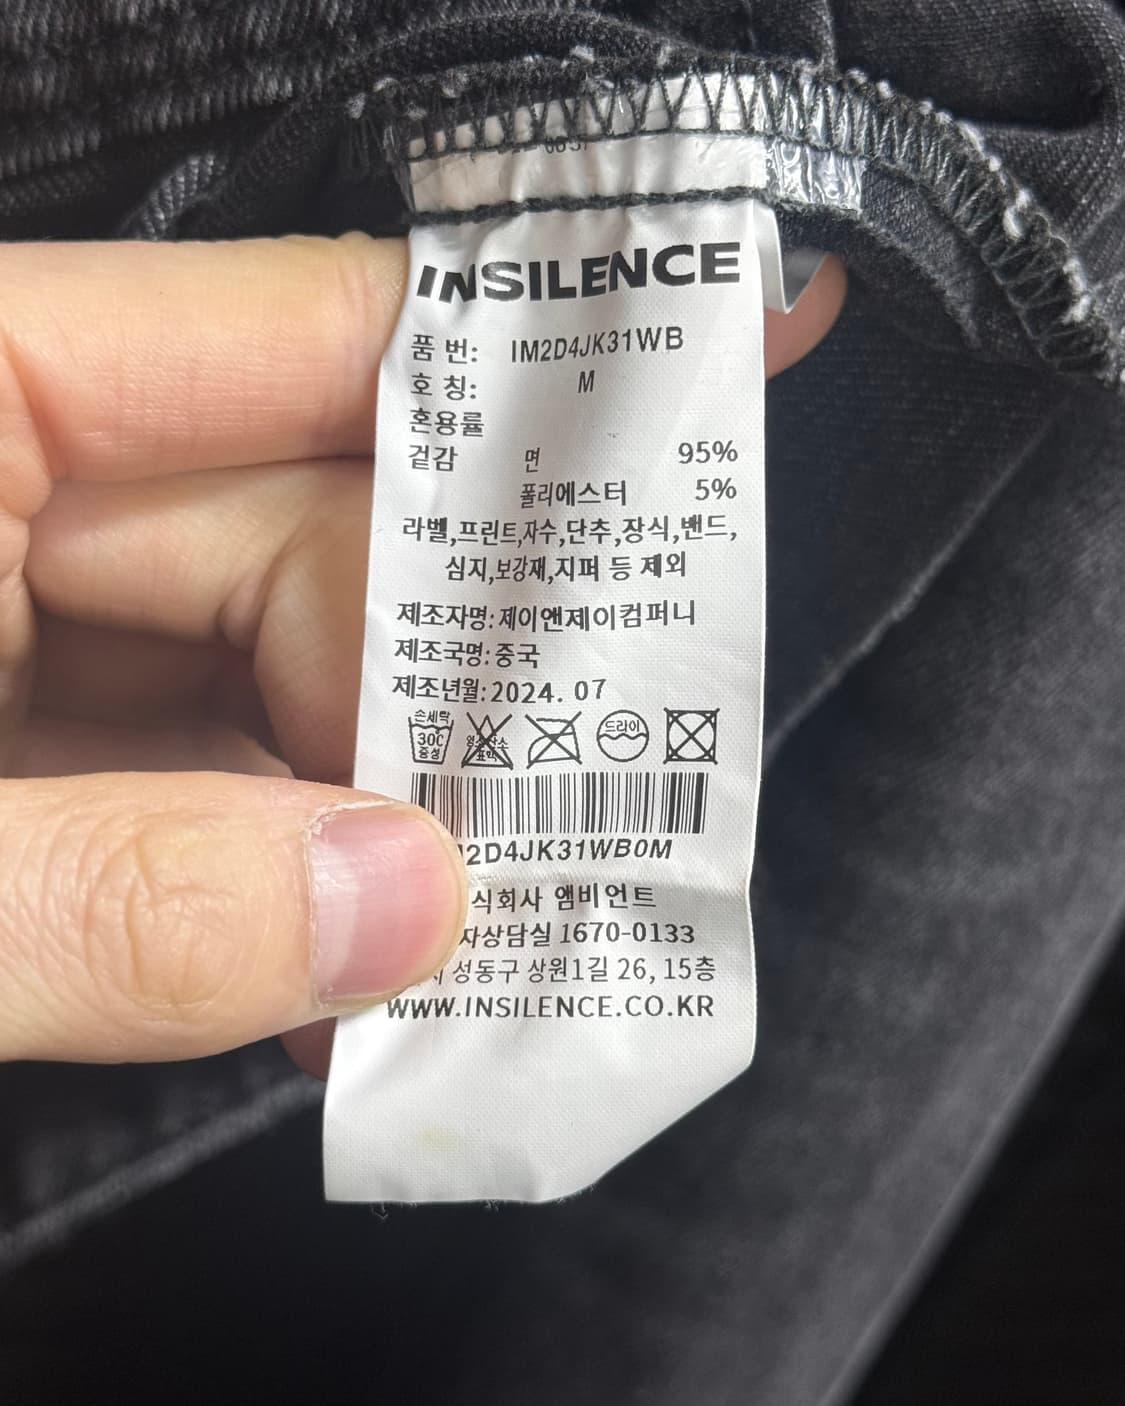 INSILENCE
품 번: IM2D4JK31WB
호 칭: M
혼용률
겉감 면 95%
폴리에스터 5%
라벨,프린트,자수,단추,장식,밴드,
심지,보강재,지퍼 등 제외
제조자명:제이앤제이컴퍼니
제조국명:중국
제조년월:2024. 07
손세탁
30C
중성
드라이
2D4JK31WB0M
식회사 앰비언트
자상담실 1670-0133
성동구 상원1길 26, 15층
WWW.INSILENCE.CO.KR